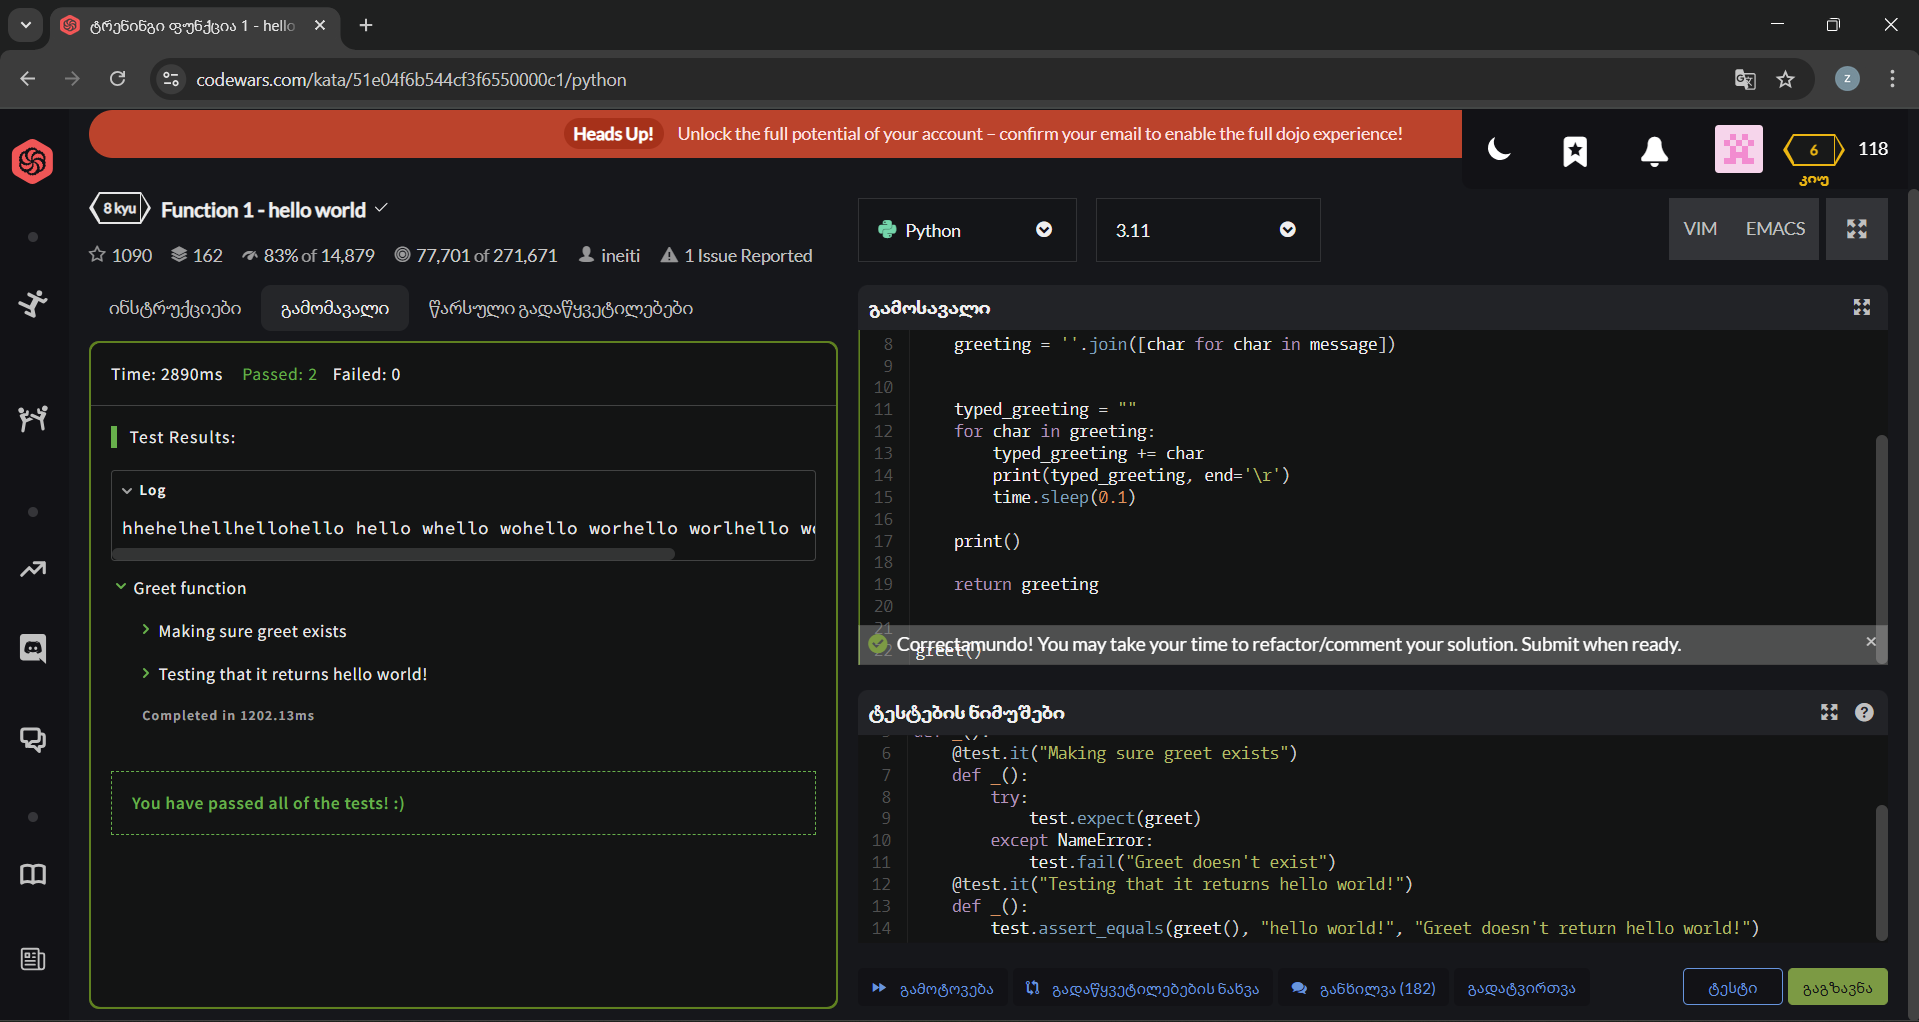 ტრენინგი ფუნქცია 1 - hello
codewars.com/kata/51e04f6b544cf3f6550000c1/python
Z
Heads Up! Unlock the full potential of your account – confirm your email to enable the full dojo experience!
6 118
კიუ
8 kyu Function 1 - hello world
1090 162 83% of 14,879 77,701 of 271,671 ineiti 1 Issue Reported
Python 3.11 VIM EMACS
ინსტრუქციები გამომავალი წარსული გადაწყვეტილებები
Time: 2890ms Passed: 2 Failed: 0
Test Results:
Log
hhehelhellhellohello hello whello wohello worhello worlhello w
Greet function
Making sure greet exists
Testing that it returns hello world!
Completed in 1202.13ms
You have passed all of the tests! :)
გამოსავალი
8 greeting = ''.join([char for char in message])
9
10
11 typed_greeting = ""
12 for char in greeting:
13 typed_greeting += char
14 print(typed_greeting, end='\r')
15 time.sleep(0.1)
16
17 print()
18
19 return greeting
20
21
22 greet()
Correctamundo! You may take your time to refactor/comment your solution. Submit when ready.
ტესტების ნიმუშები
5 def _():
6 @test.it("Making sure greet exists")
7 def _():
8 try:
9 test.expect(greet)
10 except NameError:
11 test.fail("Greet doesn't exist")
12 @test.it("Testing that it returns hello world!")
13 def _():
14 test.assert_equals(greet(), "hello world!", "Greet doesn't return hello world!")
გამოტოვება გადაწყვეტილებების ნახვა განხილვა (182) გადატვირთვა ტესტი გაგზავნა